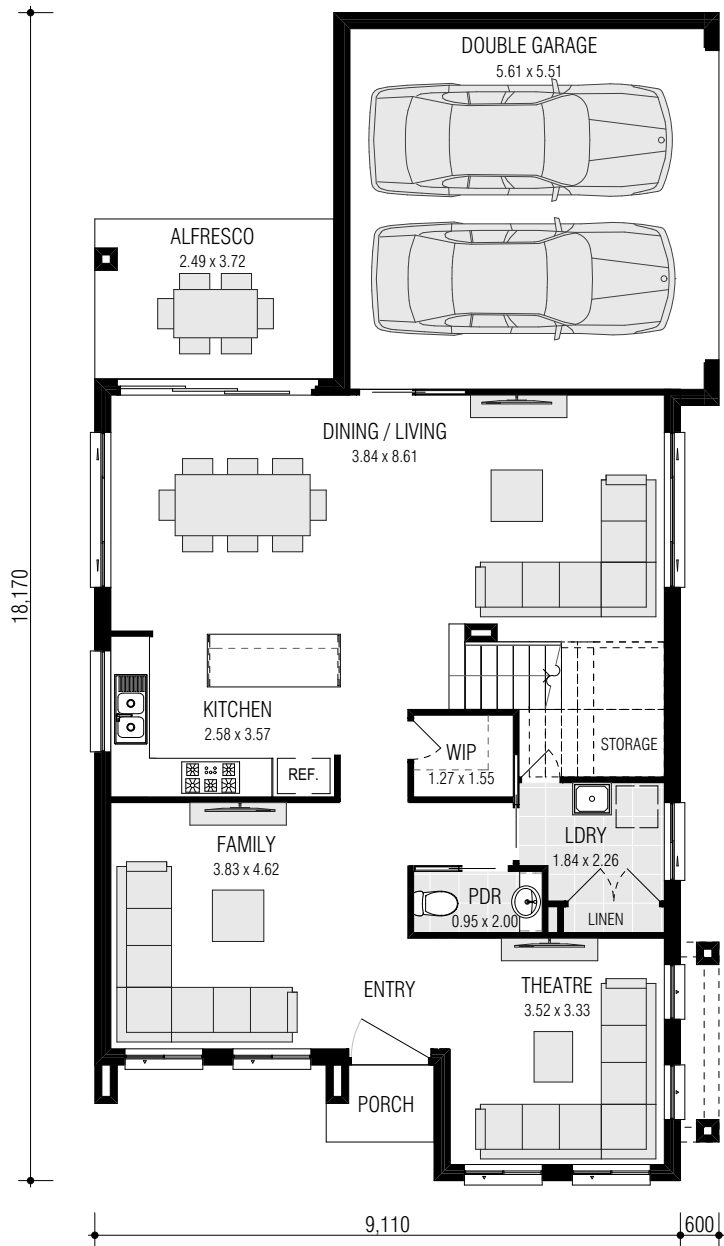 DOUBLE GARAGE
5.61 x 5.51
ALFRESCO
2.49 x 3.72
DINING / LIVING
3.84 x 8.61
18,170
KITCHEN
2.58 x 3.57
REF.
WIP
1.27 x 1.55
STORAGE
LDRY
1.84 x 2.26
LINEN
FAMILY
3.83 x 4.62
PDR
0.95 x 2.00
ENTRY
THEATRE
3.52 x 3.33
PORCH
9,110
600